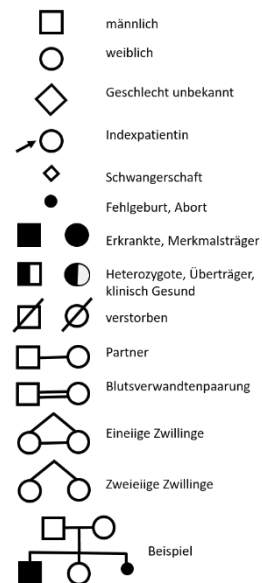 männlich
weiblich
Geschlecht unbekannt
Indexpatientin
Schwangerschaft
Fehlgeburt, Abort
Erkrankte, Merkmalsträger
Heterozygote, Überträger,
klinisch Gesund
verstorben
Partner
Blutsverwandtenpaarung
Eineiige Zwillinge
Zweieiige Zwillinge
Beispiel